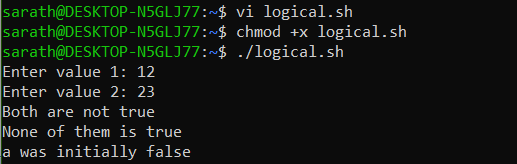 sarath@DESKTOP-N5GLJ77:~$ vi logical.sh
sarath@DESKTOP-N5GLJ77:~$ chmod +x logical.sh
sarath@DESKTOP-N5GLJ77:~$ ./logical.sh
Enter value 1: 12
Enter value 2: 23
Both are not true
None of them is true
a was initially false